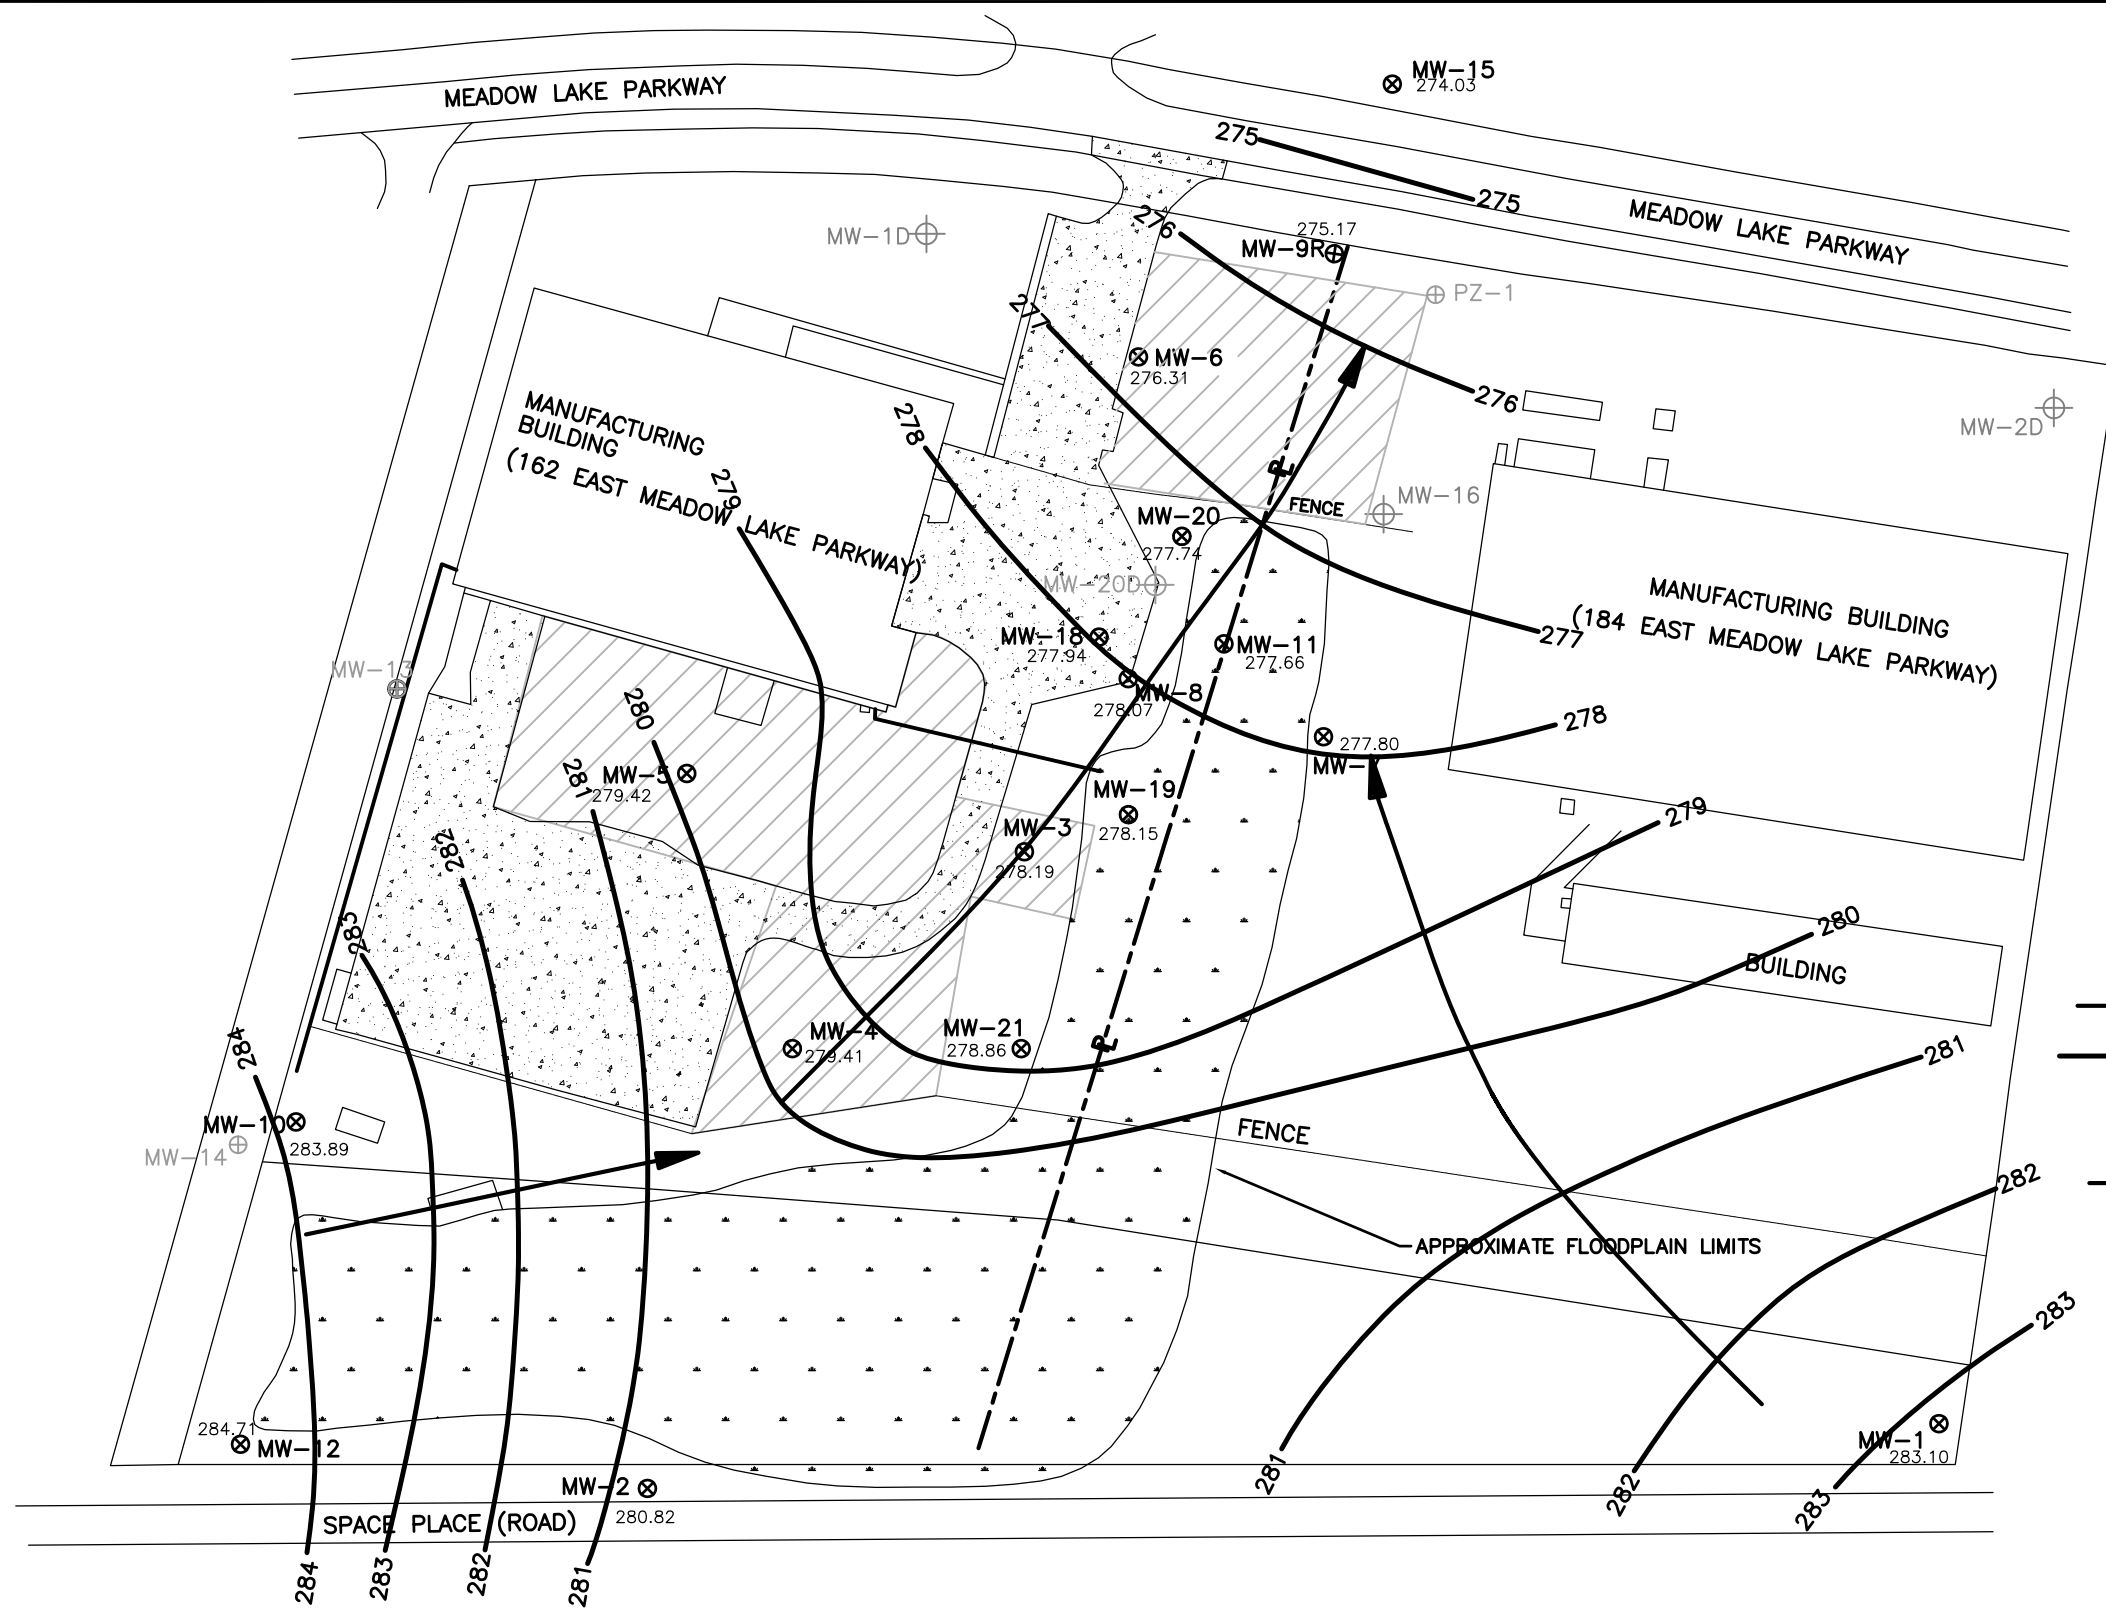 MW-15
274.03
MEADOW LAKE PARKWAY
275
275
MEADOW LAKE PARKWAY
276
275.17
MW-9R
MW-1D
PZ-1
277
MW-6
276.31
276
MW-2D
MANUFACTURING
BUILDING
(162 EAST MEADOW LAKE PARKWAY)
278
279
FENCE
MW-16
MW-20
277.74
MW-20D
MANUFACTURING BUILDING
(184 EAST MEADOW LAKE PARKWAY)
277
MW-18
277.94
MW-11
277.66
MW-13
MW-8
278.07
280
278
277.80
MW-7
281
MW-5
279.42
MW-19
278.15
MW-3
278.19
279
282
283
280
BUILDING
284
MW-4
279.41
MW-21
278.86
281
MW-10
283.89
MW-14
FENCE
282
APPROXIMATE FLOODPLAIN LIMITS
283
284.71
MW-12
MW-1
283.10
MW-2
280.82
281
282
283
SPACE PLACE (ROAD)
284
283
282
281